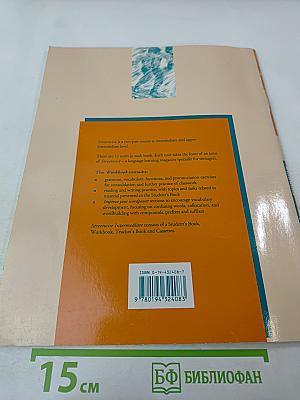 Streetwise is a two-part course at intermediate and upper-
intermediate level.
There are 12 units in each book. Each unit takes the form of an issue
of Streetwise – a language learning magazine specially for teenagers.
This Workbook contains:
• grammar, vocabulary, functions, and pronunciation exercises
for consolidation and further practice of classwork
• reading and writing practice, with topics and tasks related to
material presented in the Student's Book
• Improve your wordpower sections to encourage vocabulary
development, focusing on confusing words, collocation, and
wordbuilding with compounds, prefixes and suffixes
Streetwise Intermediate consists of a Student's Book,
Workbook, Teacher's Book and Cassettes.
ISBN 0-19-432408-7
9 780194 324083
15 см
БФ БИБЛИОФАН